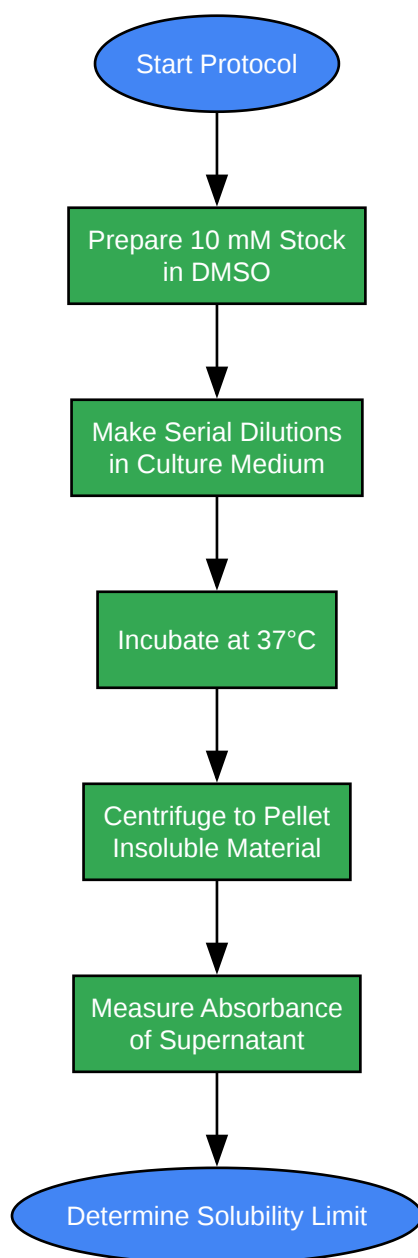 Start Protocol
Prepare 10 mM Stock
in DMSO
Make Serial Dilutions
in Culture Medium
Incubate at 37°C
Centrifuge to Pellet
Insoluble Material
Measure Absorbance
of Supernatant
Determine Solubility Limit